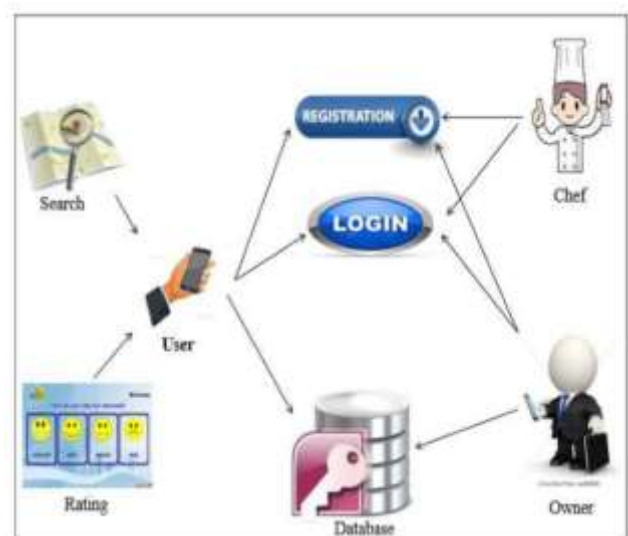 REGISTRATION
Search
LOGIN
Chef
User
Rating
Database
Owner